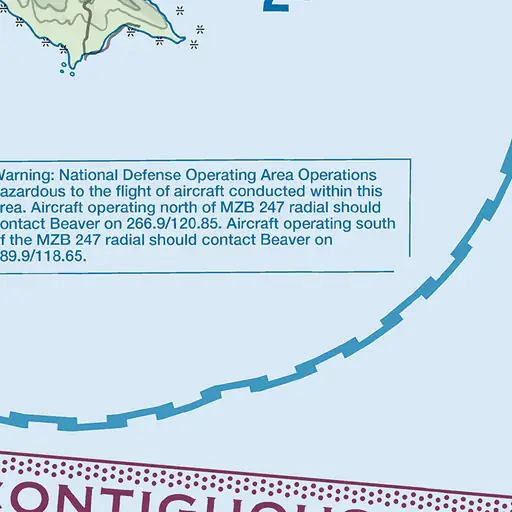 Warning: National Defense Operating Area Operations
azardous to the flight of aircraft conducted within this
rea. Aircraft operating north of MZB 247 radial should
ontact Beaver on 266.9/120.85. Aircraft operating south
f the MZB 247 radial should contact Beaver on
89.9/118.65.
CONTIGUOUS